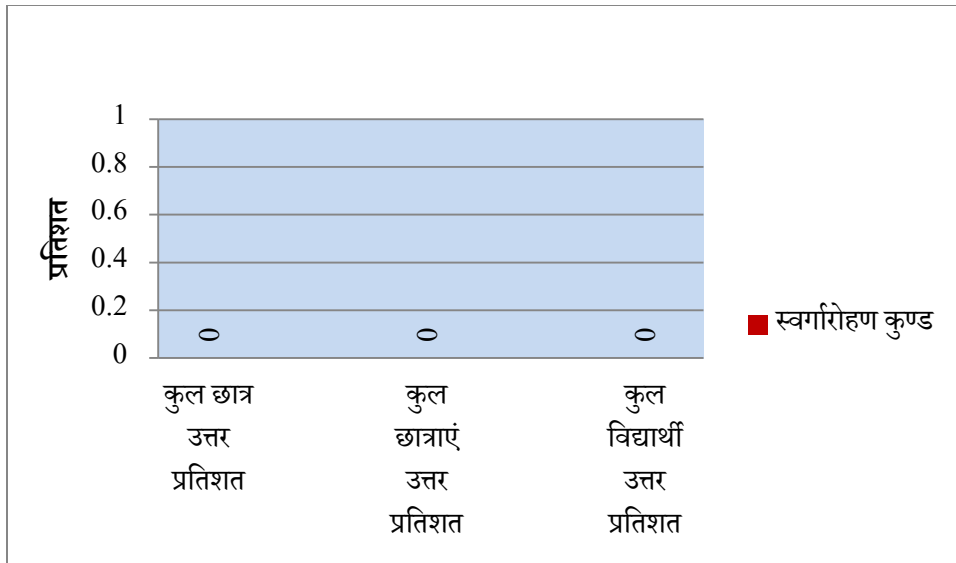 1
0.8
0.6
0.4
0.2
0
प्रतिशत
0
0
0
कुल छात्र
उत्तर
प्रतिशत
कुल
छात्राएं
उत्तर
प्रतिशत
कुल
विद्यार्थी
उत्तर
प्रतिशत
स्वर्गारोहण कुण्ड